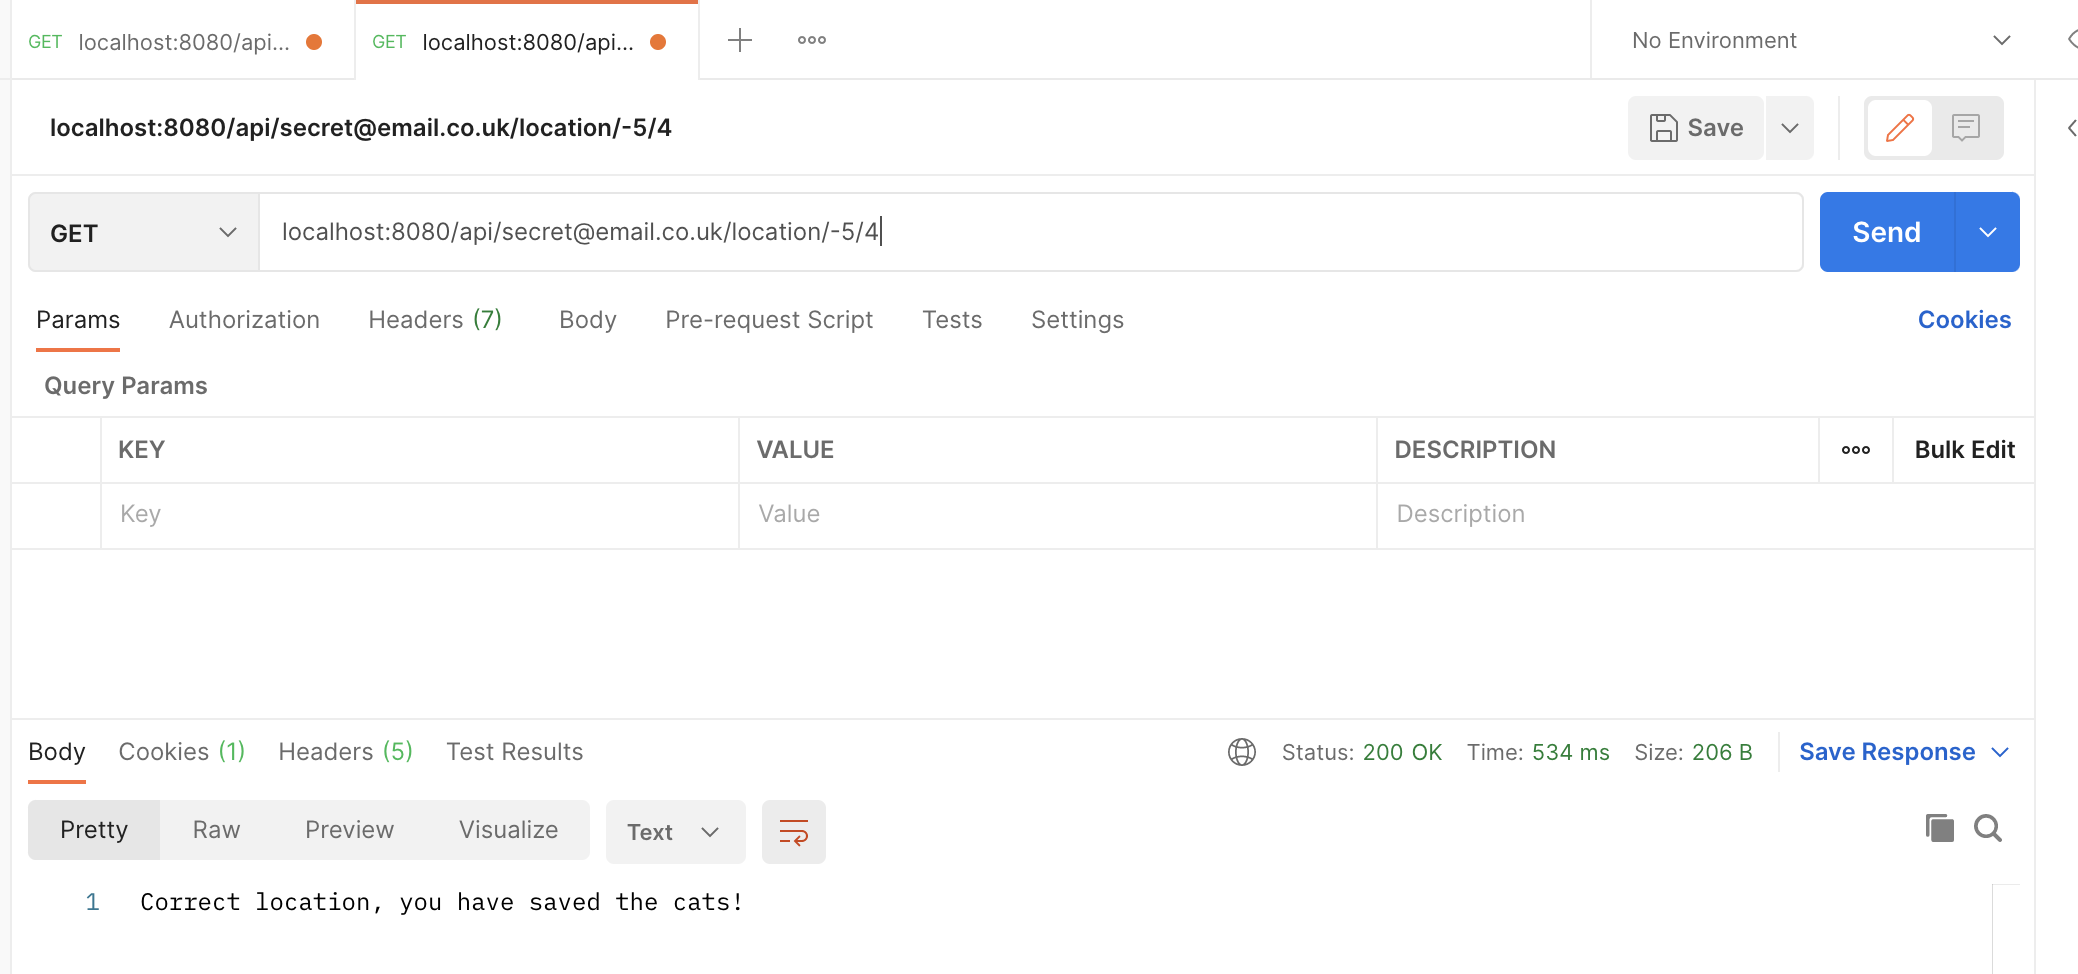 GET localhost:8080/api... GET localhost:8080/api... No Environment
localhost:8080/api/secret@email.co.uk/location/-5/4 Save
GET localhost:8080/api/secret@email.co.uk/location/-5/4 Send
Params Authorization Headers (7) Body Pre-request Script Tests Settings Cookies
Query Params
KEY VALUE DESCRIPTION Bulk Edit
Key Value Description
Body Cookies (1) Headers (5) Test Results Status: 200 OK Time: 534 ms Size: 206 B Save Response
Pretty Raw Preview Visualize Text
1 Correct location, you have saved the cats!